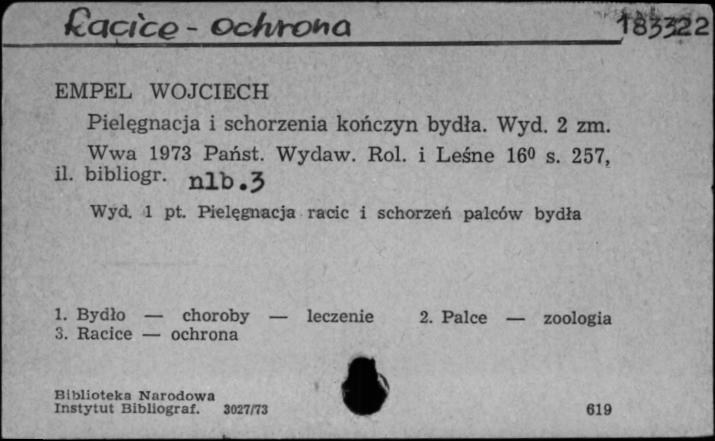 Racice - ochrona 183322
EMPEL WOJCIECH
Pielęgnacja i schorzenia kończyn bydła. Wyd. 2 zm.
Wwa 1973 Państ. Wydaw. Rol. i Leśne 16⁰ s. 257,
il. bibliogr. nlb.3
Wyd. 1 pt. Pielęgnacja racic i schorzeń palców bydła
1. Bydło — choroby — leczenie 2. Palce — zoologia
3. Racice — ochrona
Biblioteka Narodowa
Instytut Bibliograf. 3027/73 619